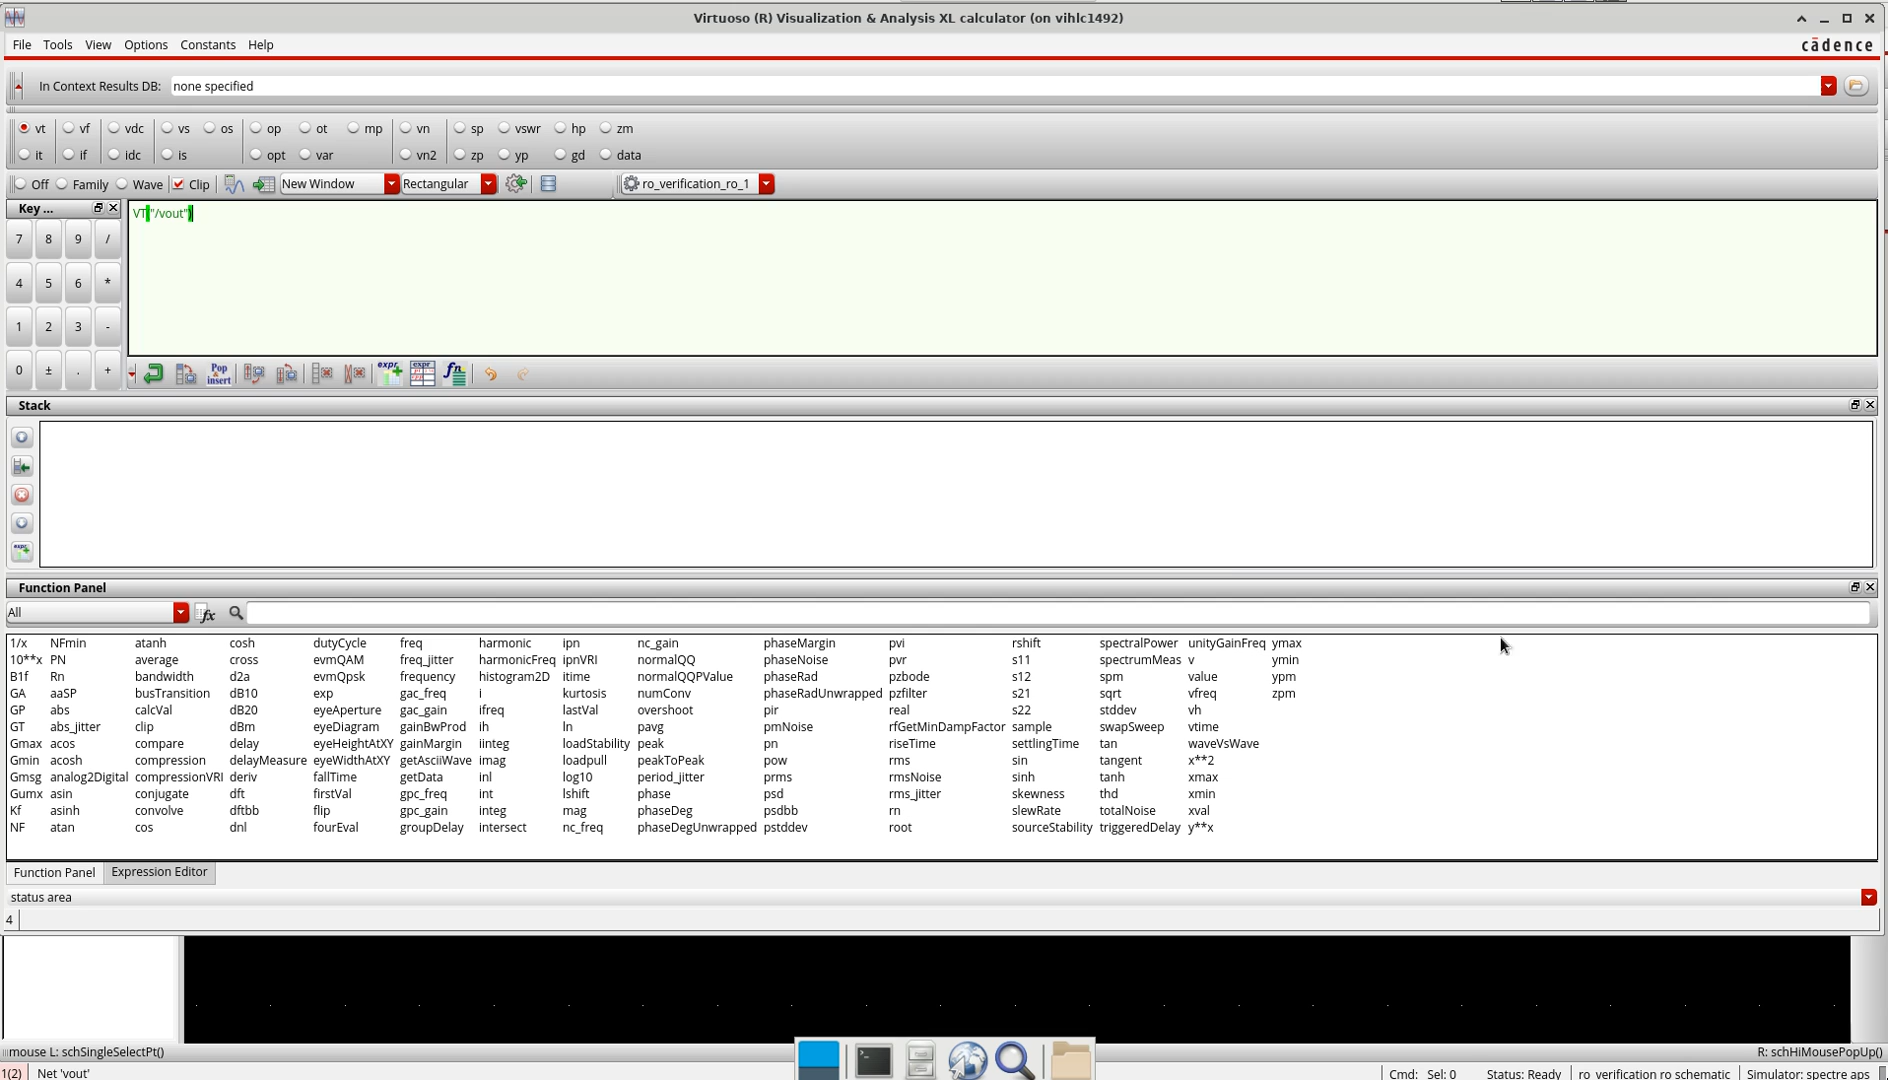 Virtuoso (R) Visualization & Analysis XL calculator (on vihlc1492)
File Tools View Options Constants Help
cādence
In Context Results DB: none specified
vt vf vdc vs os op ot mp vn sp vswr hp zm
it if idc is opt var vn2 zp yp gd data
Off Family Wave Clip New Window Rectangular ro_verification_ro_1
Key ...
VT("/vout")
7 8 9 /
4 5 6 *
1 2 3 -
0 ± . +
Pop insert expr expr fn
Stack
expr
Function Panel
All fx
1/x NFmin atanh cosh dutyCycle freq harmonic ipn nc_gain phaseMargin pvi rshift spectralPower unityGainFreq ymax
10**x PN average cross evmQAM freq_jitter harmonicFreq ipnVRI normalQQ phaseNoise pvr s11 spectrumMeas v ymin
B1f Rn bandwidth d2a evmQpsk frequency histogram2D itime normalQQPValue phaseRad pzbode s12 spm value ypm
GA aaSP busTransition dB10 exp gac_freq i kurtosis numConv phaseRadUnwrapped pzfilter s21 sqrt vfreq zpm
GP abs calcVal dB20 eyeAperture gac_gain ifreq lastVal overshoot pir real s22 stddev vh
GT abs_jitter clip dBm eyeDiagram gainBwProd ih ln pavg pmNoise rfGetMinDampFactor sample swapSweep vtime
Gmax acos compare delay eyeHeightAtXY gainMargin iinteg loadStability peak pn riseTime settlingTime tan waveVsWave
Gmin acosh compression delayMeasure eyeWidthAtXY getAsciiWave imag loadpull peakToPeak pow rms sin tangent x**2
Gmsg analog2Digital compressionVRI deriv fallTime getData inl log10 period_jitter prms rmsNoise sinh tanh xmax
Gumx asin conjugate dft firstVal gpc_freq int lshift phase psd rms_jitter skewness thd xmin
Kf asinh convolve dftbb flip gpc_gain integ mag phaseDeg psdbb rn slewRate totalNoise xval
NF atan cos dnl fourEval groupDelay intersect nc_freq phaseDegUnwrapped pstddev root sourceStability triggeredDelay y**x
Function Panel Expression Editor
status area
4
mouse L: schSingleSelectPt() R: schHiMousePopUp()
1(2) Net 'vout' Cmd: Sel: 0 Status: Ready ro_verification ro schematic Simulator: spectre aps